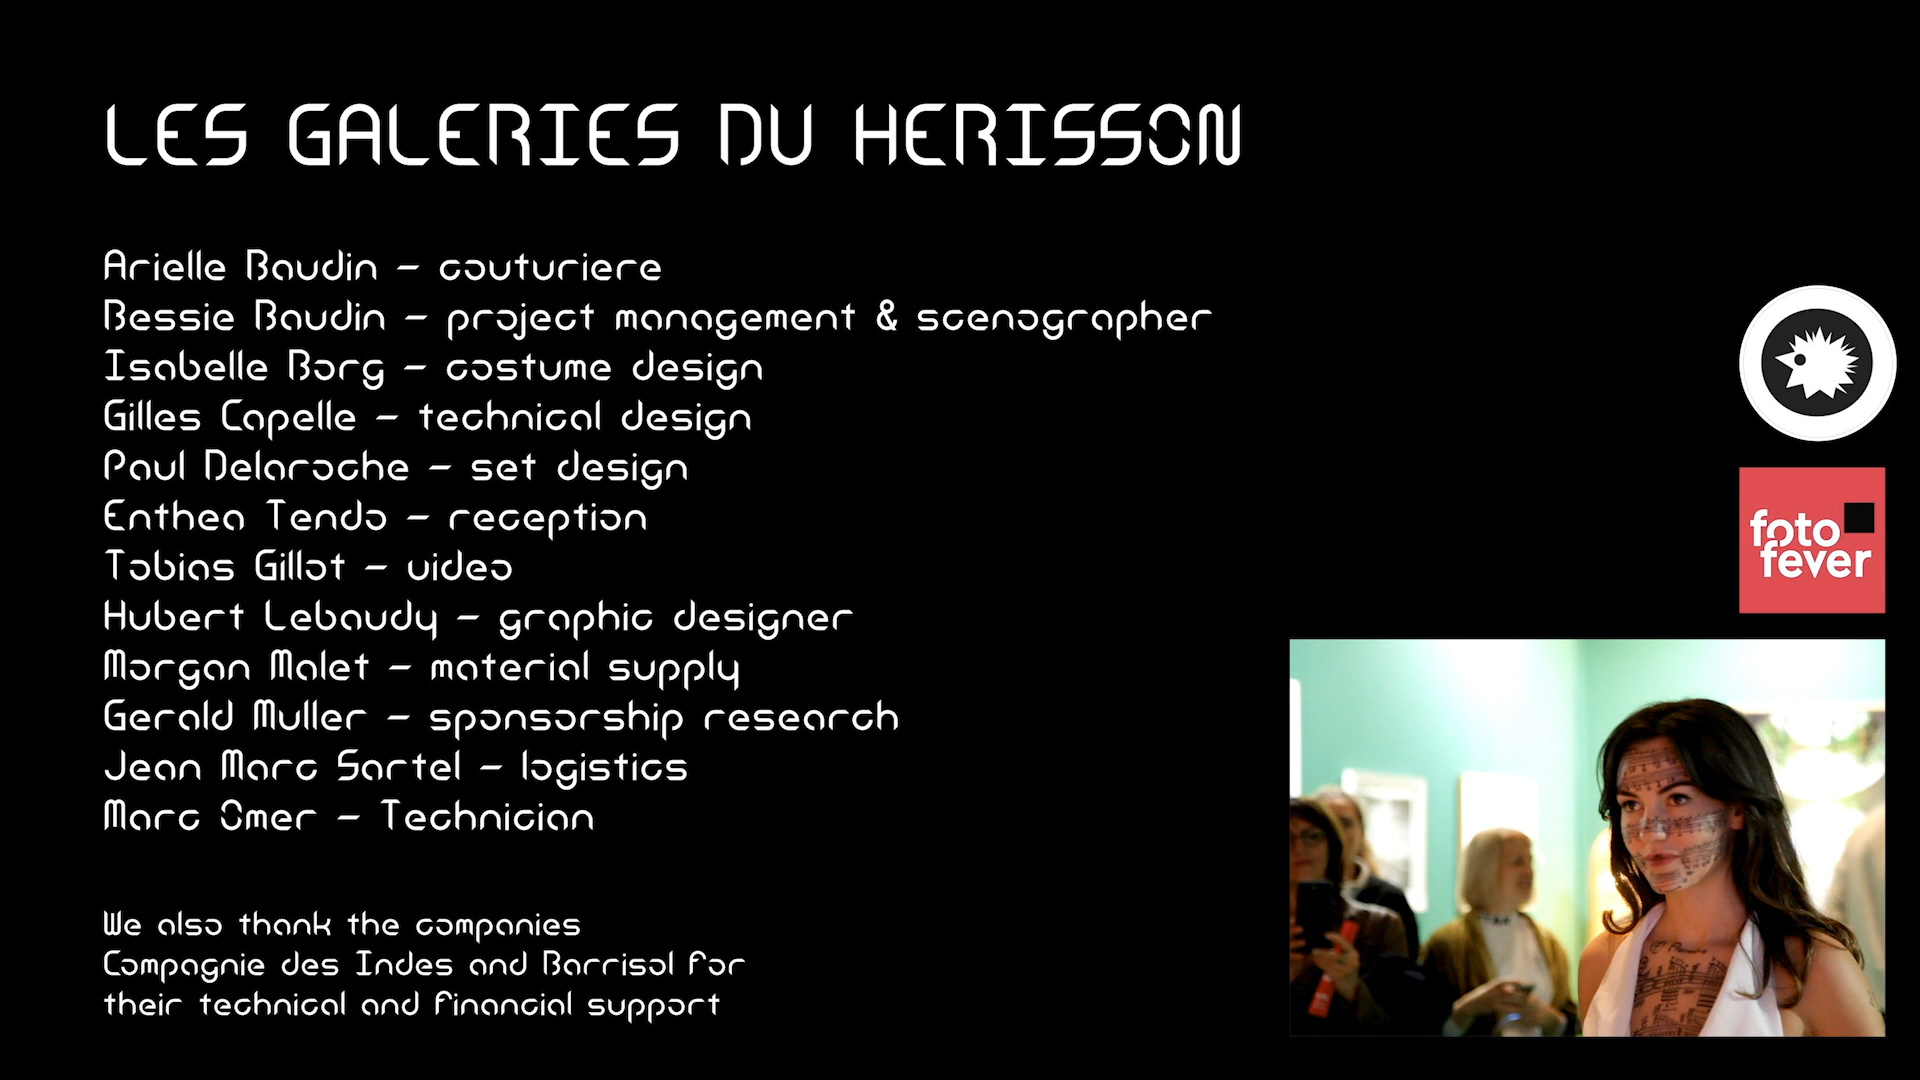 LES GALERIES DU HERISSON
Arielle Baudin - couturiere
Bessie Baudin - project management & scenographer
Isabelle Borg - costume design
Gilles Capelle - technical design
Paul Delaroche - set design
Enthea Tendo - reception
Tobias Gillot - video
Hubert Lebaudy - graphic designer
Morgan Malet - material supply
Gerald Muller - sponsorship research
Jean Marc Sartel - logistics
Marc Omer - Technician
We also thank the companies
Compagnie des Indes and Barrisol for
their technical and financial support
foto
fever